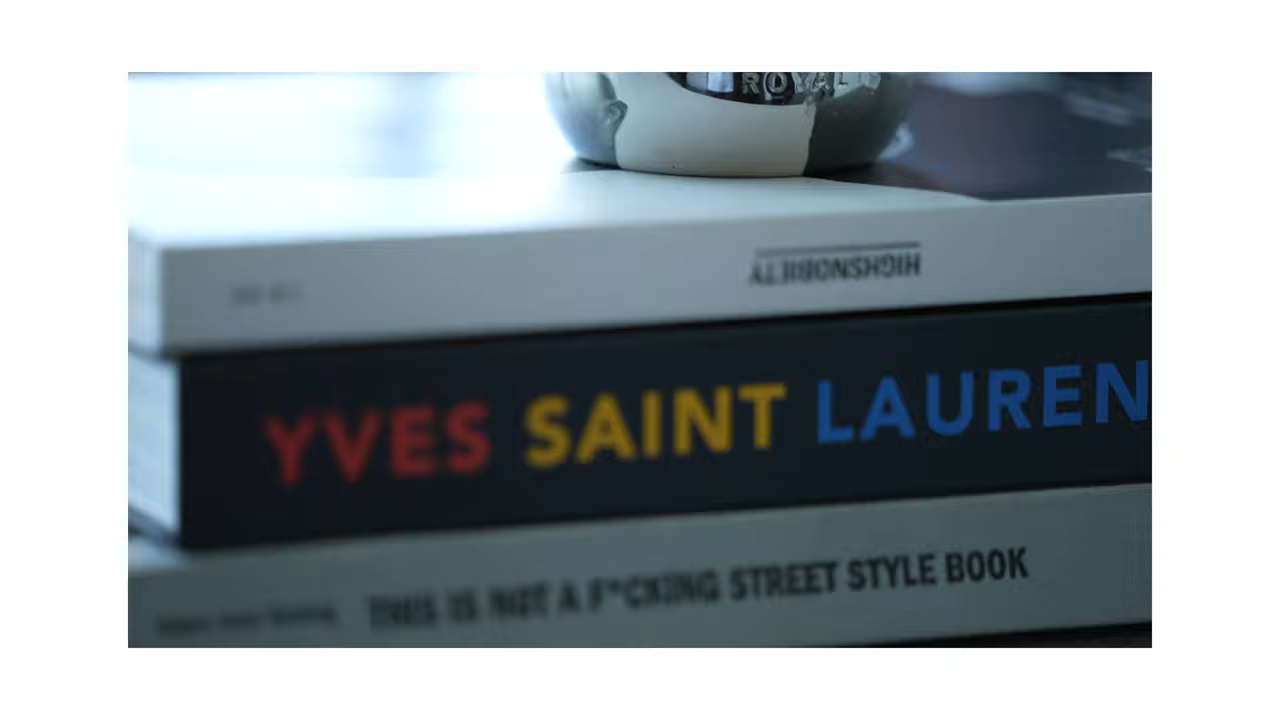 ROYAL
HIGHSNOBIETY
YVES SAINT LAUREN
THIS IS NOT A F*CKING STREET STYLE BOOK